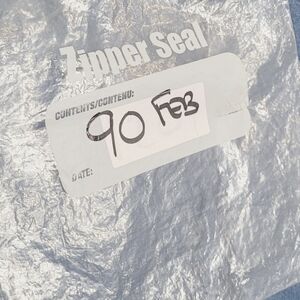 Zipper Seal
CONTENTS/CONTENU:
90 FEB
DATE: